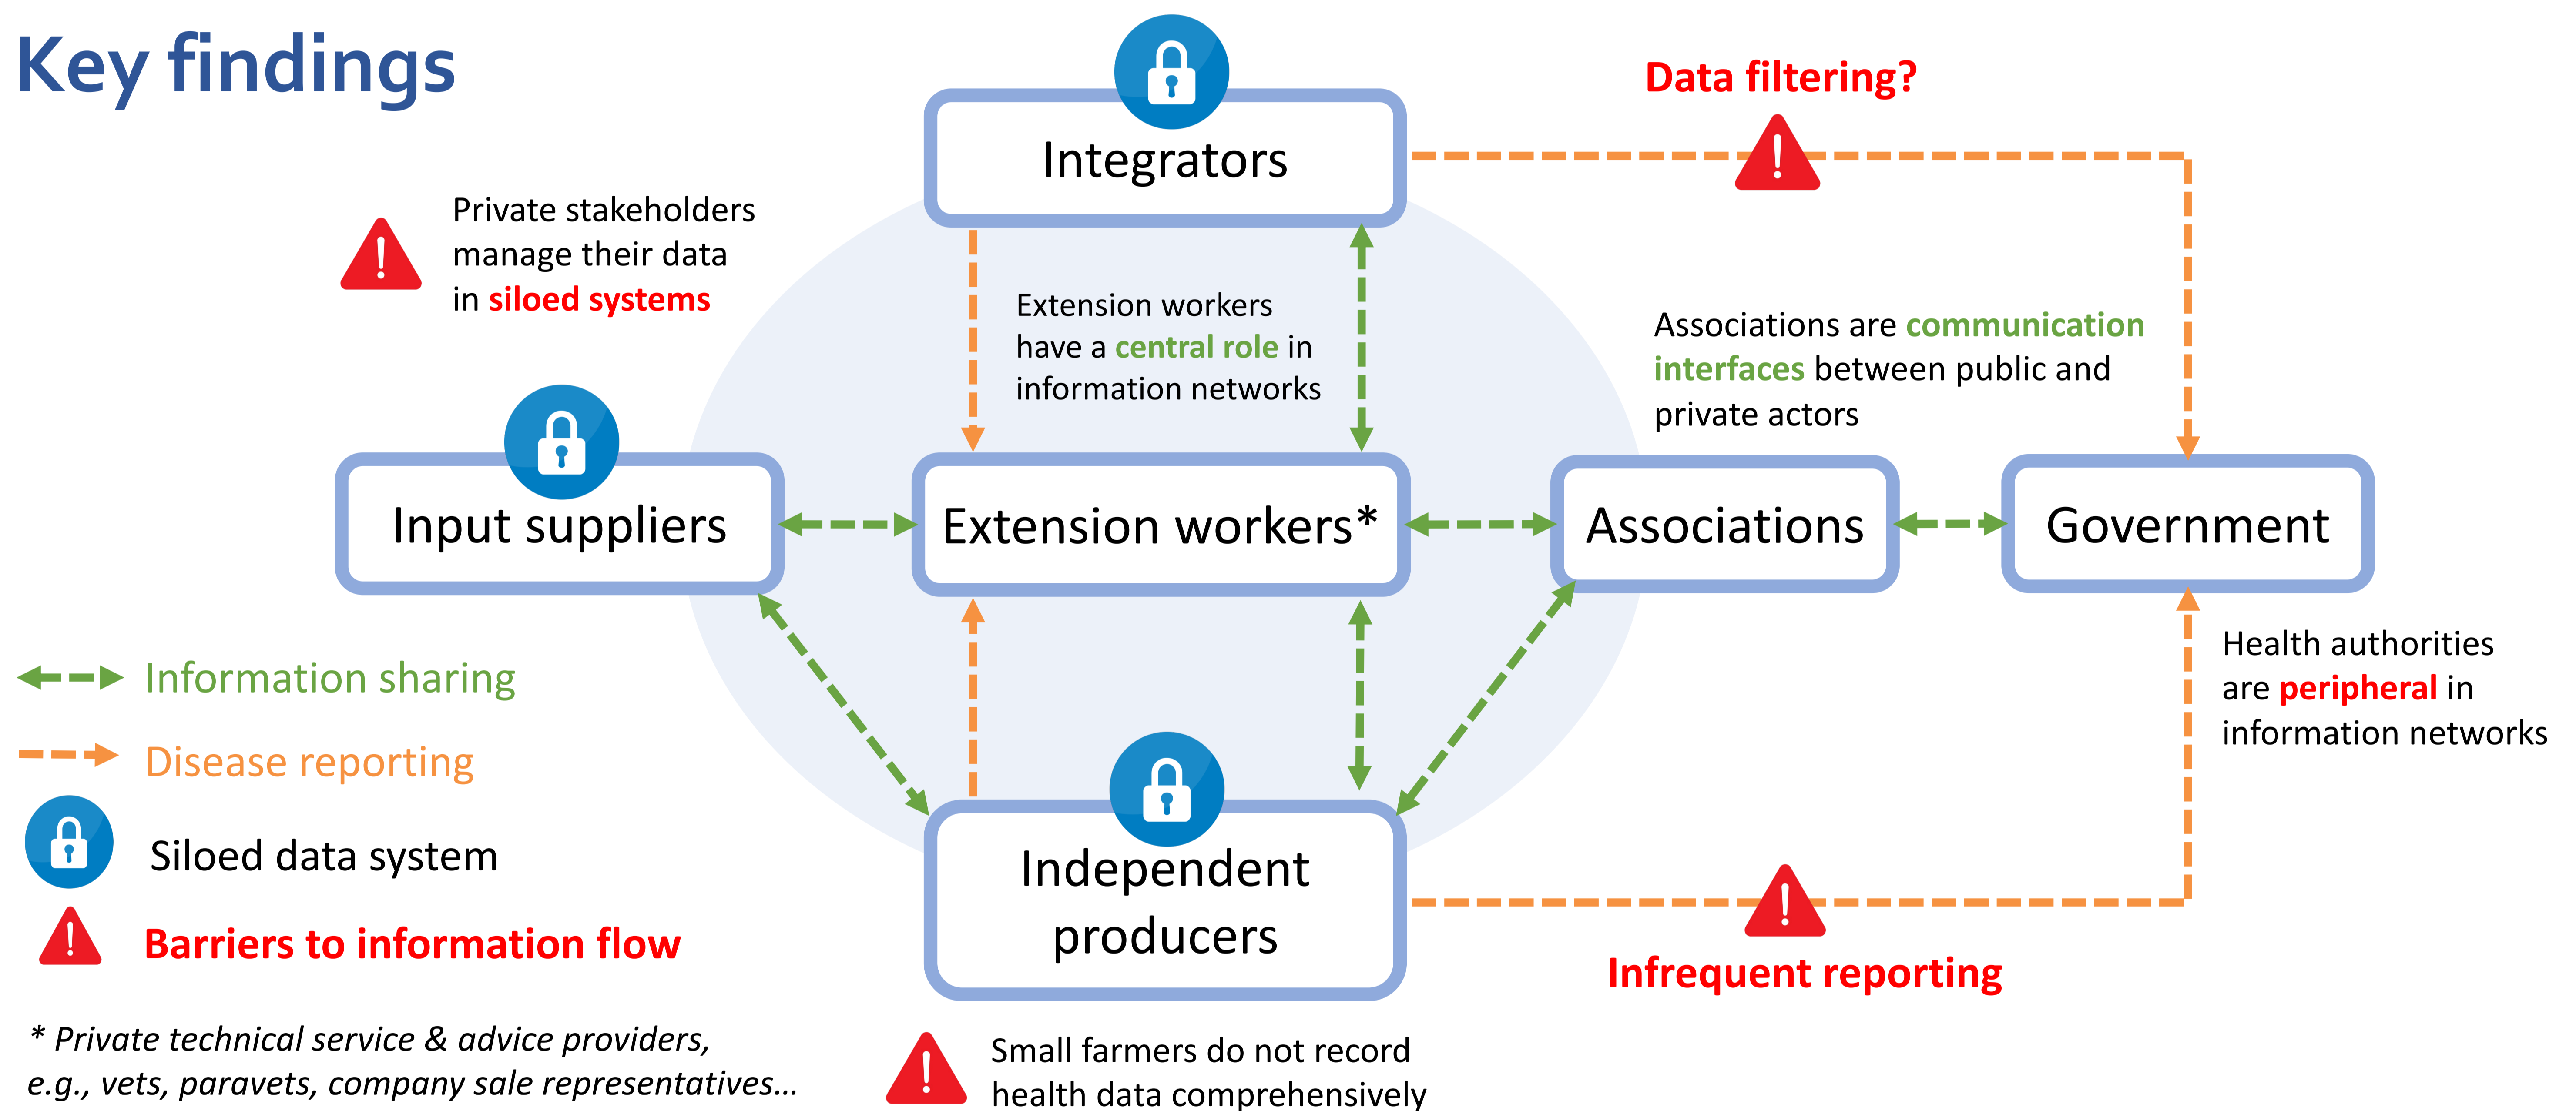 Key findings
Integrators
Data filtering?
Private stakeholders
manage their data
in siloed systems
Extension workers
have a central role in
information networks
Associations are communication
interfaces between public and
private actors
Input suppliers
Extension workers*
Associations
Government
Health authorities
are peripheral in
information networks
Information sharing
Disease reporting
Siloed data system
Barriers to information flow
Independent
producers
Infrequent reporting
* Private technical service & advice providers,
e.g., vets, paravets, company sale representatives...
Small farmers do not record
health data comprehensively